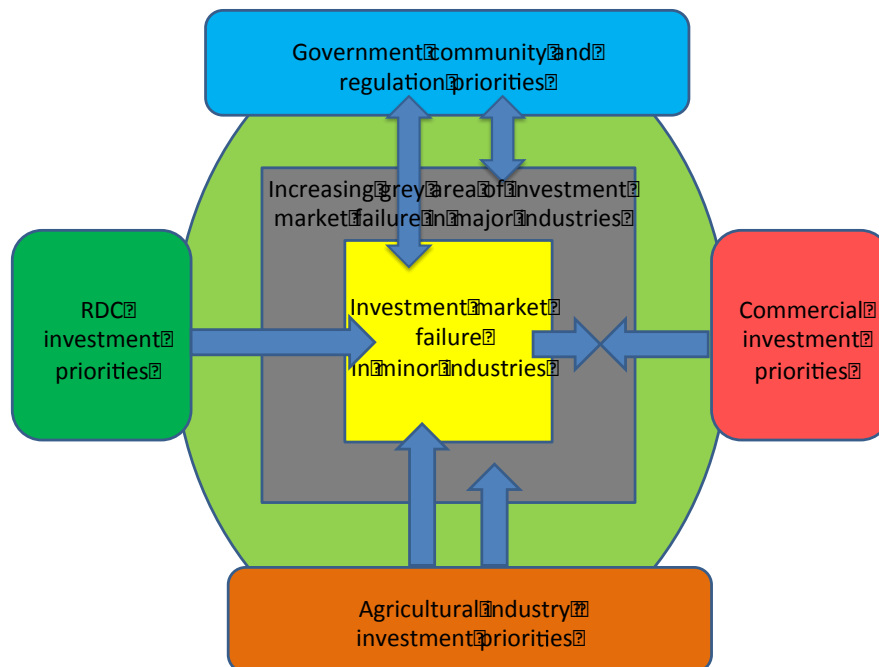 Government community and
regulation priorities
Increasing grey area of investment
market failure in major industries
RDC
investment
priorities
Investment market
failure
in minor industries
Commercial
investment
priorities
Agricultural industry
investment priorities